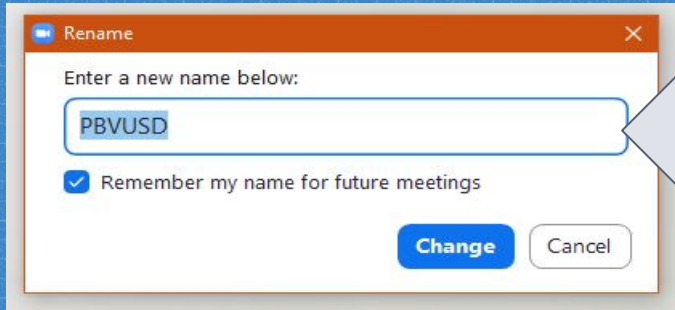 Rename
Enter a new name below:
PBVUSD
Remember my name for future meetings
Change Cancel